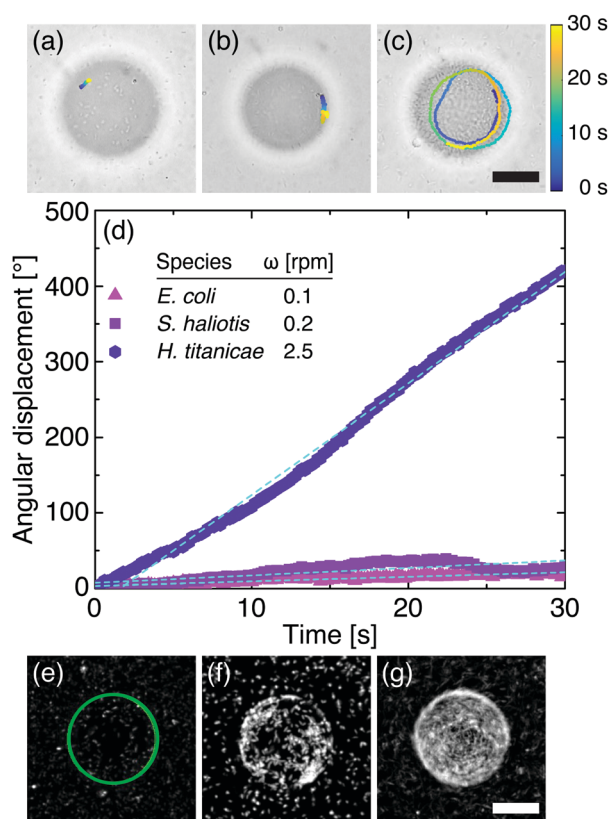 (a) (b) (c)
30 s
20 s
10 s
0 s
(d)
Species ω [rpm]
E. coli 0.1
S. haliotis 0.2
H. titanicae 2.5
Angular displacement [°]
500
400
300
200
100
0
0 10 20 30
Time [s]
(e) (f) (g)